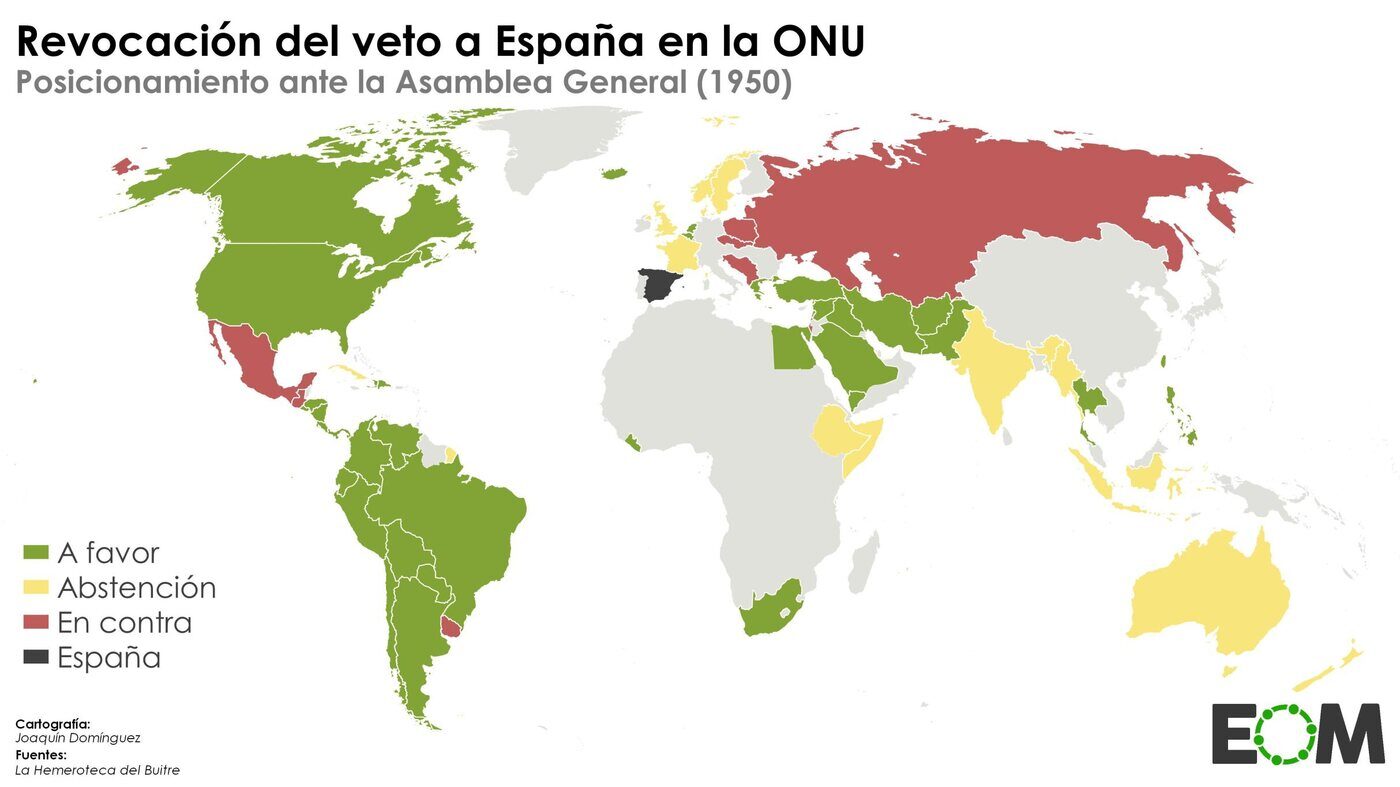 Revocación del veto a España en la ONU
Posicionamiento ante la Asamblea General (1950)
A favor
Abstención
En contra
España
Cartografía:
Joaquín Domínguez
Fuentes:
La Hemeroteca del Buitre
EOM